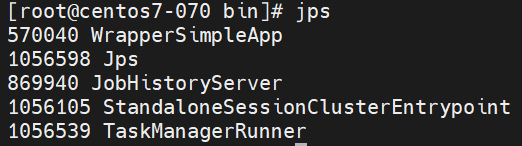 [root@centos7-070 bin]# jps
570040 WrapperSimpleApp
1056598 Jps
869940 JobHistoryServer
1056105 StandaloneSessionClusterEntrypoint
1056539 TaskManagerRunner